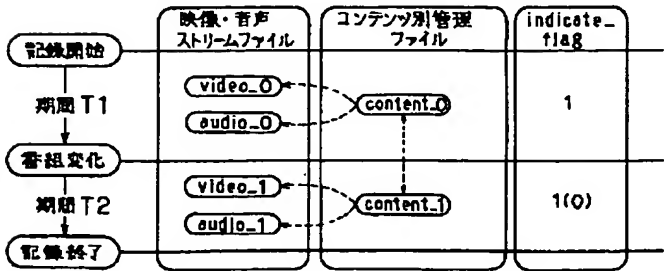 映像・音声
ストリームファイル
コンテンツ別管理
ファイル
indicate_
flag
記録開始
期間T1
番組変化
期間T2
記録終了
video_0
audio_0
content_0
1
video_1
audio_1
content_1
1(0)